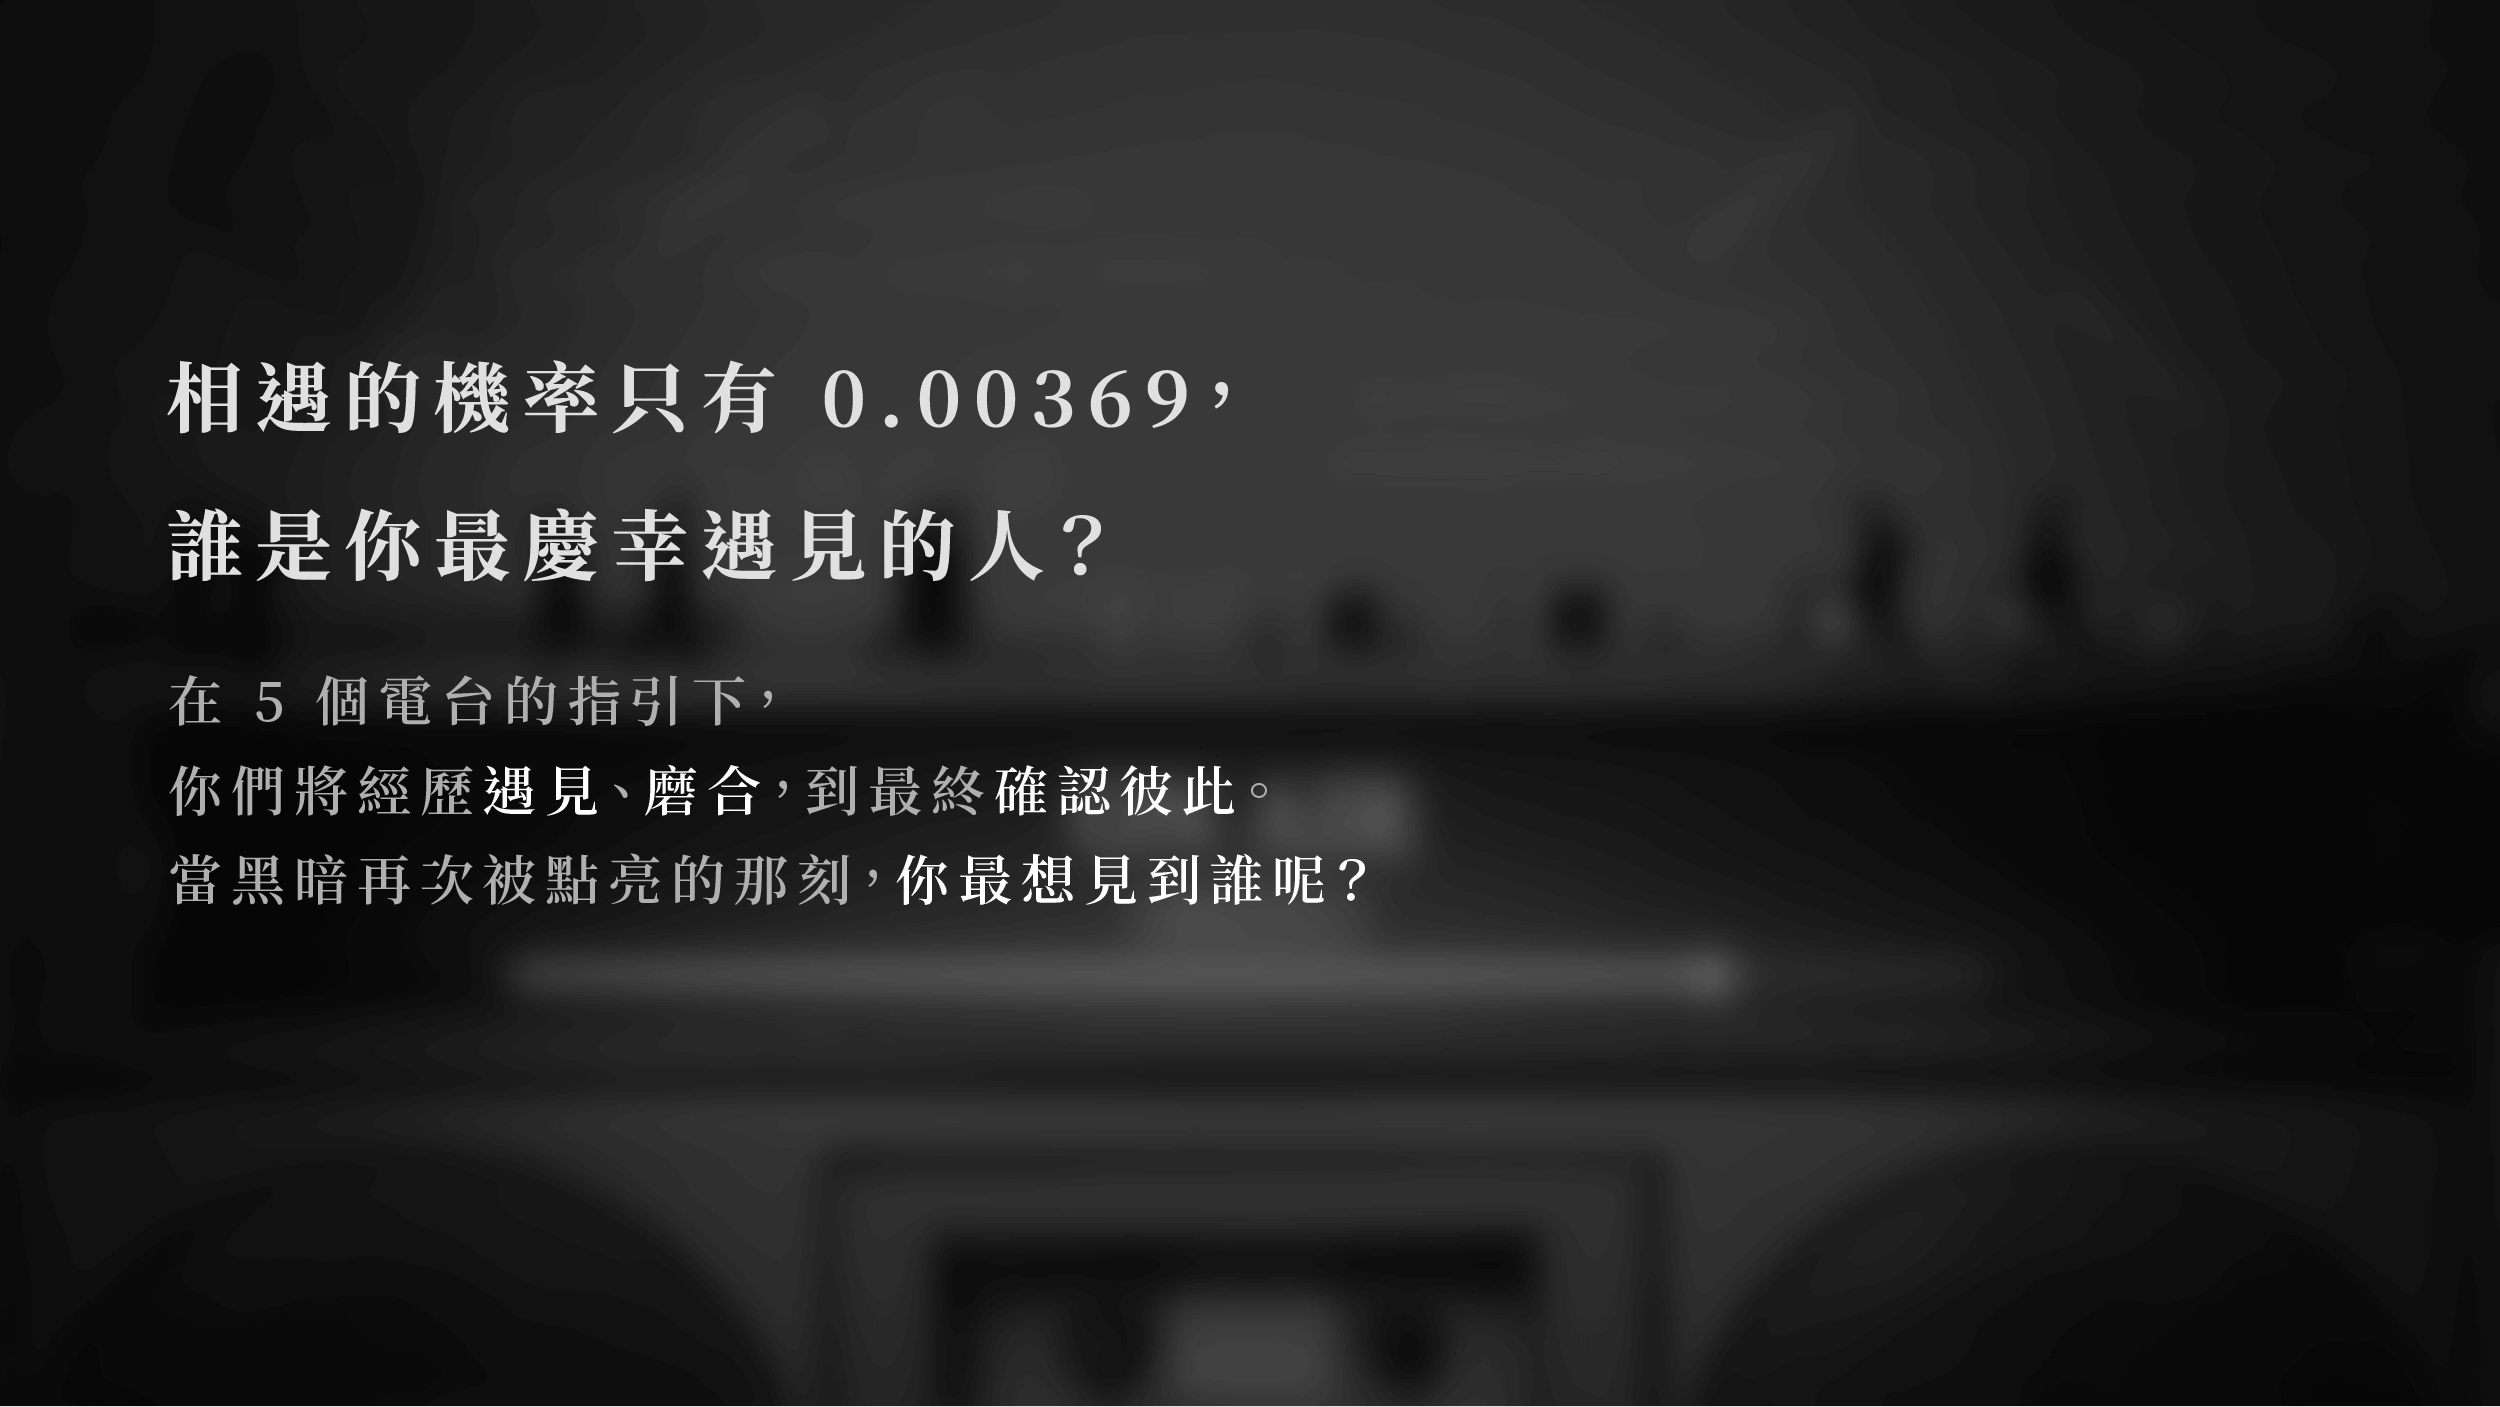 相遇的機率只有 0.00369，
誰是你最慶幸遇見的人？
在 5 個電台的指引下，
你們將經歷遇見、磨合，到最終確認彼此。
當黑暗再次被點亮的那刻，你最想見到誰呢？